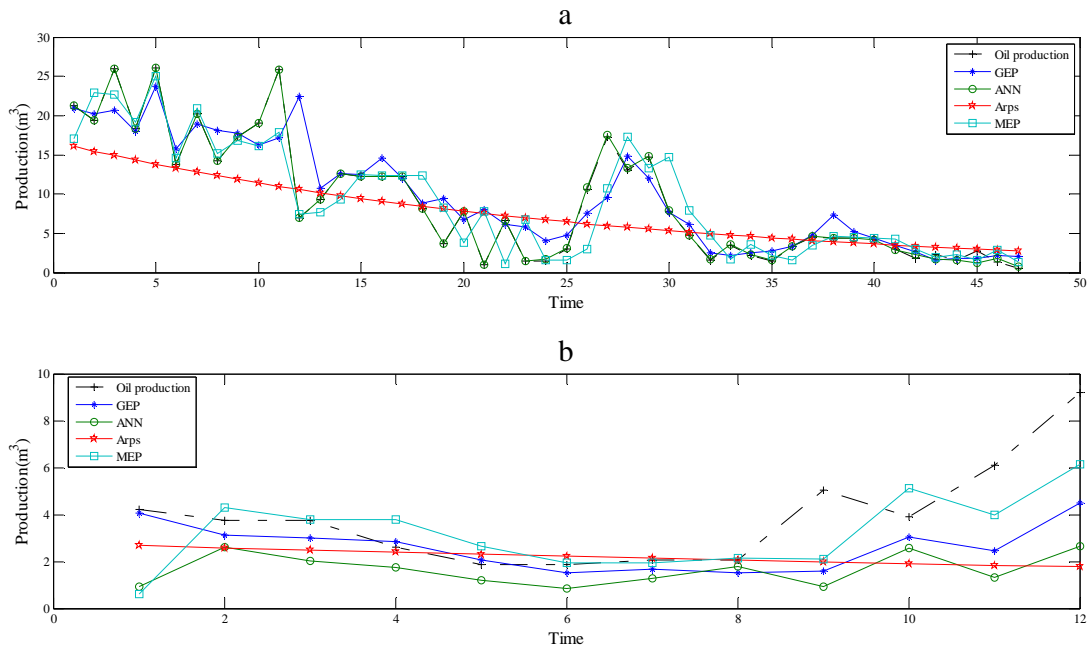 a
Production(m³)
30
25
20
15
10
5
0
0 5 10 15 20 25 30 35 40 45 50
Time
Oil production
GEP
ANN
Arps
MEP
b
Production(m³)
10
8
6
4
2
0
0 2 4 6 8 10 12
Time
Oil production
GEP
ANN
Arps
MEP